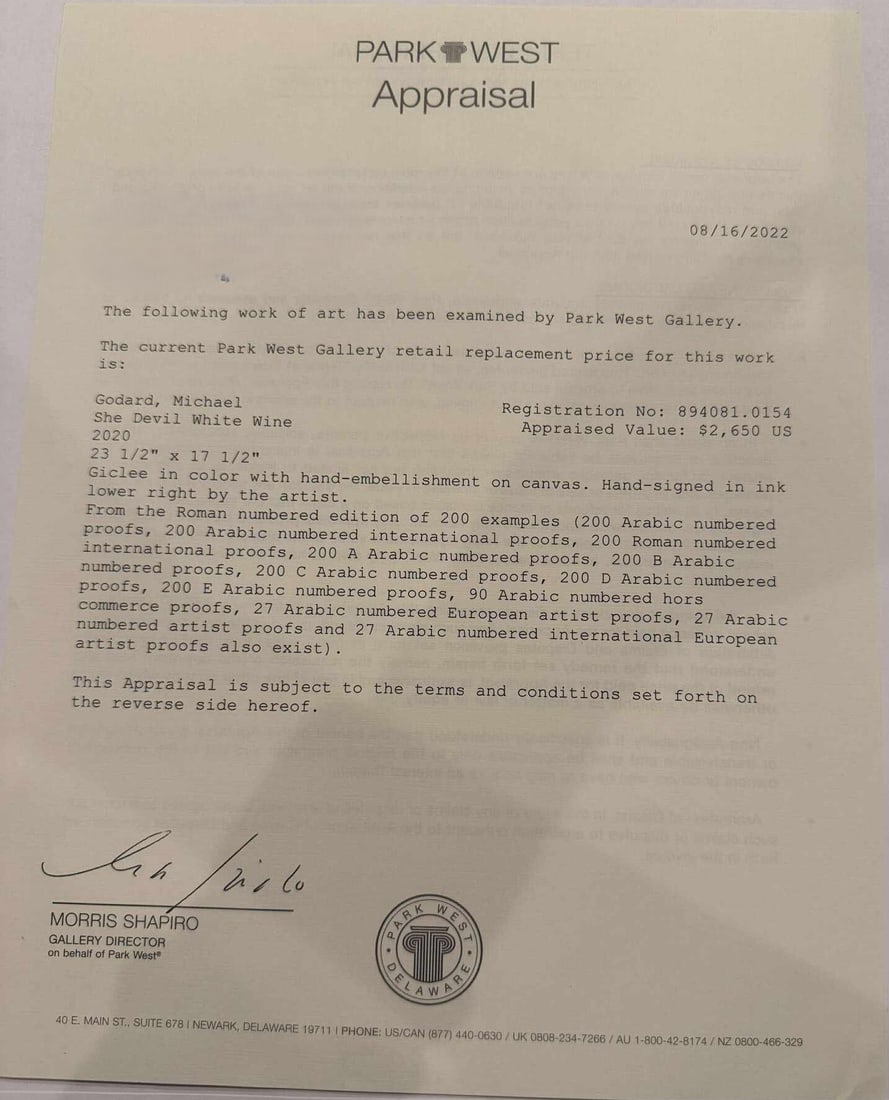 PARK WEST
Appraisal
08/16/2022
The following work of art has been examined by Park West Gallery.
The current Park West Gallery retail replacement price for this work
is:
Godard, Michael
She Devil White Wine
2020
23 1/2" x 17 1/2"
Registration No: 894081.0154
Appraised Value: $2,650 US
Giclee in color with hand-embellishment on canvas. Hand-signed in ink
lower right by the artist.
From the Roman numbered edition of 200 examples (200 Arabic numbered
proofs, 200 Arabic numbered international proofs, 200 Roman numbered
international proofs, 200 A Arabic numbered proofs, 200 B Arabic
numbered proofs, 200 C Arabic numbered proofs, 200 D Arabic numbered
proofs, 200 E Arabic numbered proofs, 90 Arabic numbered hors
commerce proofs, 27 Arabic numbered European artist proofs, 27 Arabic
numbered artist proofs and 27 Arabic numbered international European
artist proofs also exist).
This Appraisal is subject to the terms and conditions set forth on
the reverse side hereof.
MORRIS SHAPIRO
GALLERY DIRECTOR
on behalf of Park West®
PARK WEST
DELAWARE
40 E. MAIN ST., SUITE 678 | NEWARK, DELAWARE 19711 | PHONE: US/CAN (877) 440-0630 / UK 0808-234-7266 / AU 1-800-42-8174 / NZ 0800-466-329